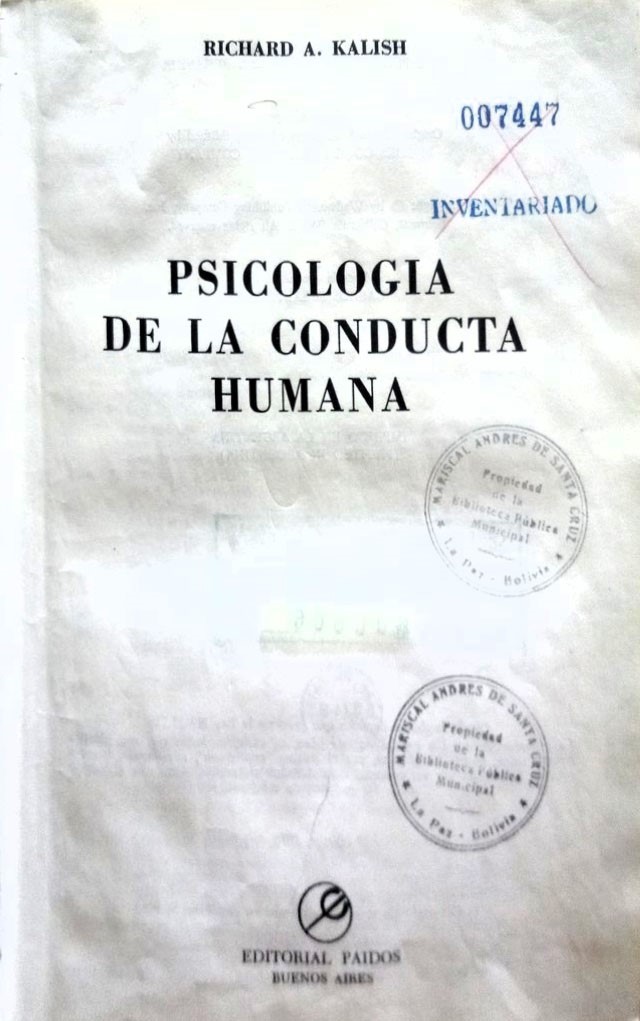 RICHARD A. KALISH
007447
INVENTARIADO
PSICOLOGIA
DE LA CONDUCTA
HUMANA
MARISCAL ANDRES DE SANTA CRUZ
Propiedad
de la
Biblioteca Pública
Municipal
La Paz - Bolivia
MARISCAL ANDRES DE SANTA CRUZ
Propiedad
de la
Biblioteca Pública
Municipal
La Paz - Bolivia
EDITORIAL PAIDOS
BUENOS AIRES